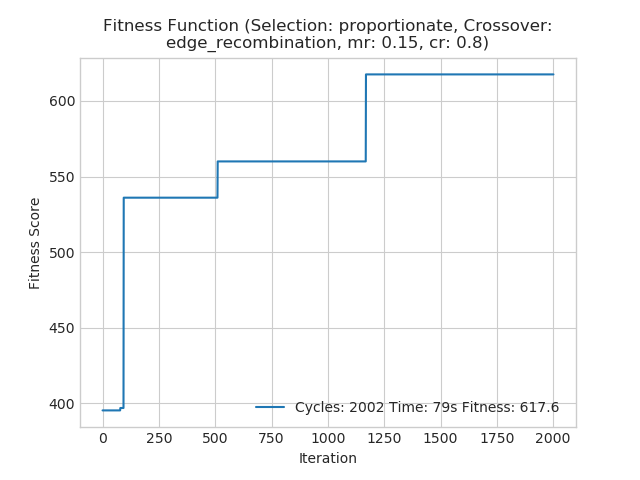 Fitness Function (Selection: proportionate, Crossover:
edge_recombination, mr: 0.15, cr: 0.8)
Fitness Score
600
550
500
450
400
Cycles: 2002 Time: 79s Fitness: 617.6
0 250 500 750 1000 1250 1500 1750 2000
Iteration